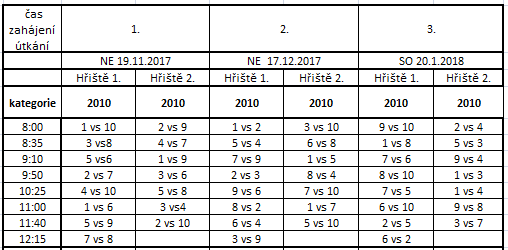 čas zahájení útkání 1. 2. 3.
NE 19.11.2017 NE 17.12.2017 SO 20.1.2018
Hřiště 1. Hřiště 2. Hřiště 1. Hřiště 2. Hřiště 1. Hřiště 2.
kategorie 2010 2010 2010 2010 2010 2010
8:00 1 vs 10 2 vs 9 1 vs 2 3 vs 10 9 vs 10 2 vs 4
8:35 3 vs8 4 vs 7 5 vs 4 6 vs 8 1 vs 8 5 vs 3
9:10 5 vs6 1 vs 9 7 vs 9 1 vs 5 7 vs 6 9 vs 4
9:50 2 vs 7 3 vs 6 2 vs 3 8 vs 4 8 vs 10 1 vs 3
10:25 4 vs 10 5 vs 8 9 vs 6 7 vs 10 7 vs 5 1 vs 4
11:00 1 vs 6 3 vs4 8 vs 2 1 vs 7 6 vs 10 9 vs 8
11:40 5 vs 9 2 vs 10 6 vs 4 5 vs 10 2 vs 5 3 vs 7
12:15 7 vs 8 3 vs 9 6 vs 2